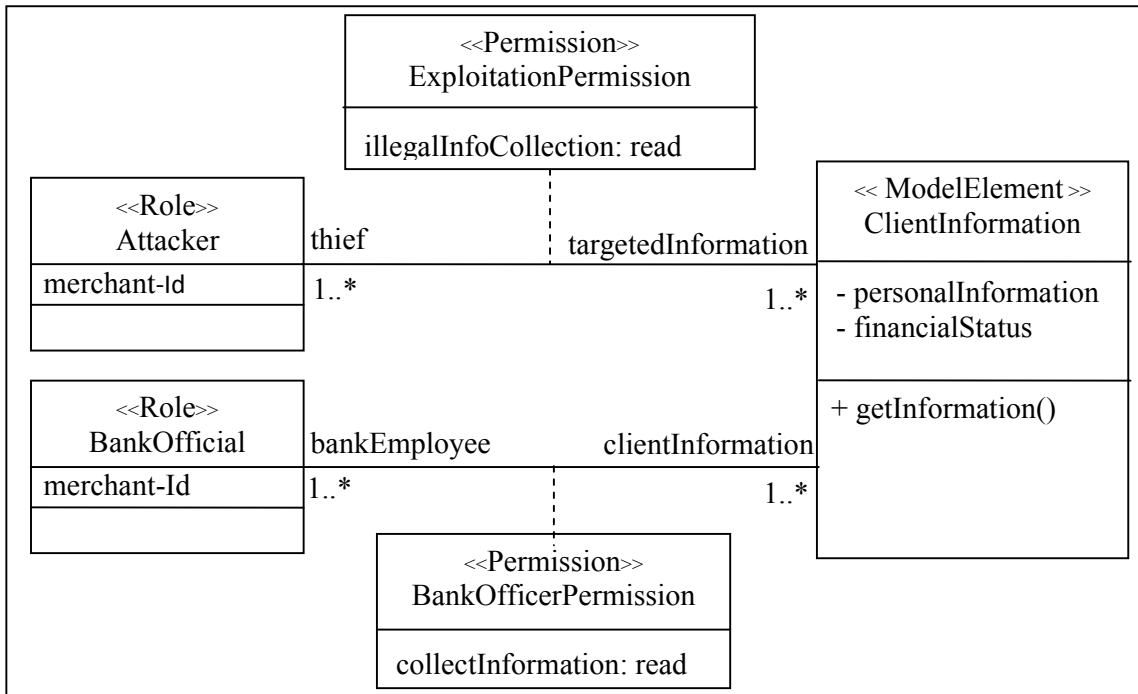 <<Permission>>
ExploitationPermission
illegalInfoCollection: read
<<Role>>
Attacker
merchant-Id
thief
1..*
targetedInformation
1..*
<< ModelElement >>
ClientInformation
- personalInformation
- financialStatus
+ getInformation()
<<Role>>
BankOfficial
merchant-Id
bankEmployee
1..*
clientInformation
1..*
<<Permission>>
BankOfficerPermission
collectInformation: read